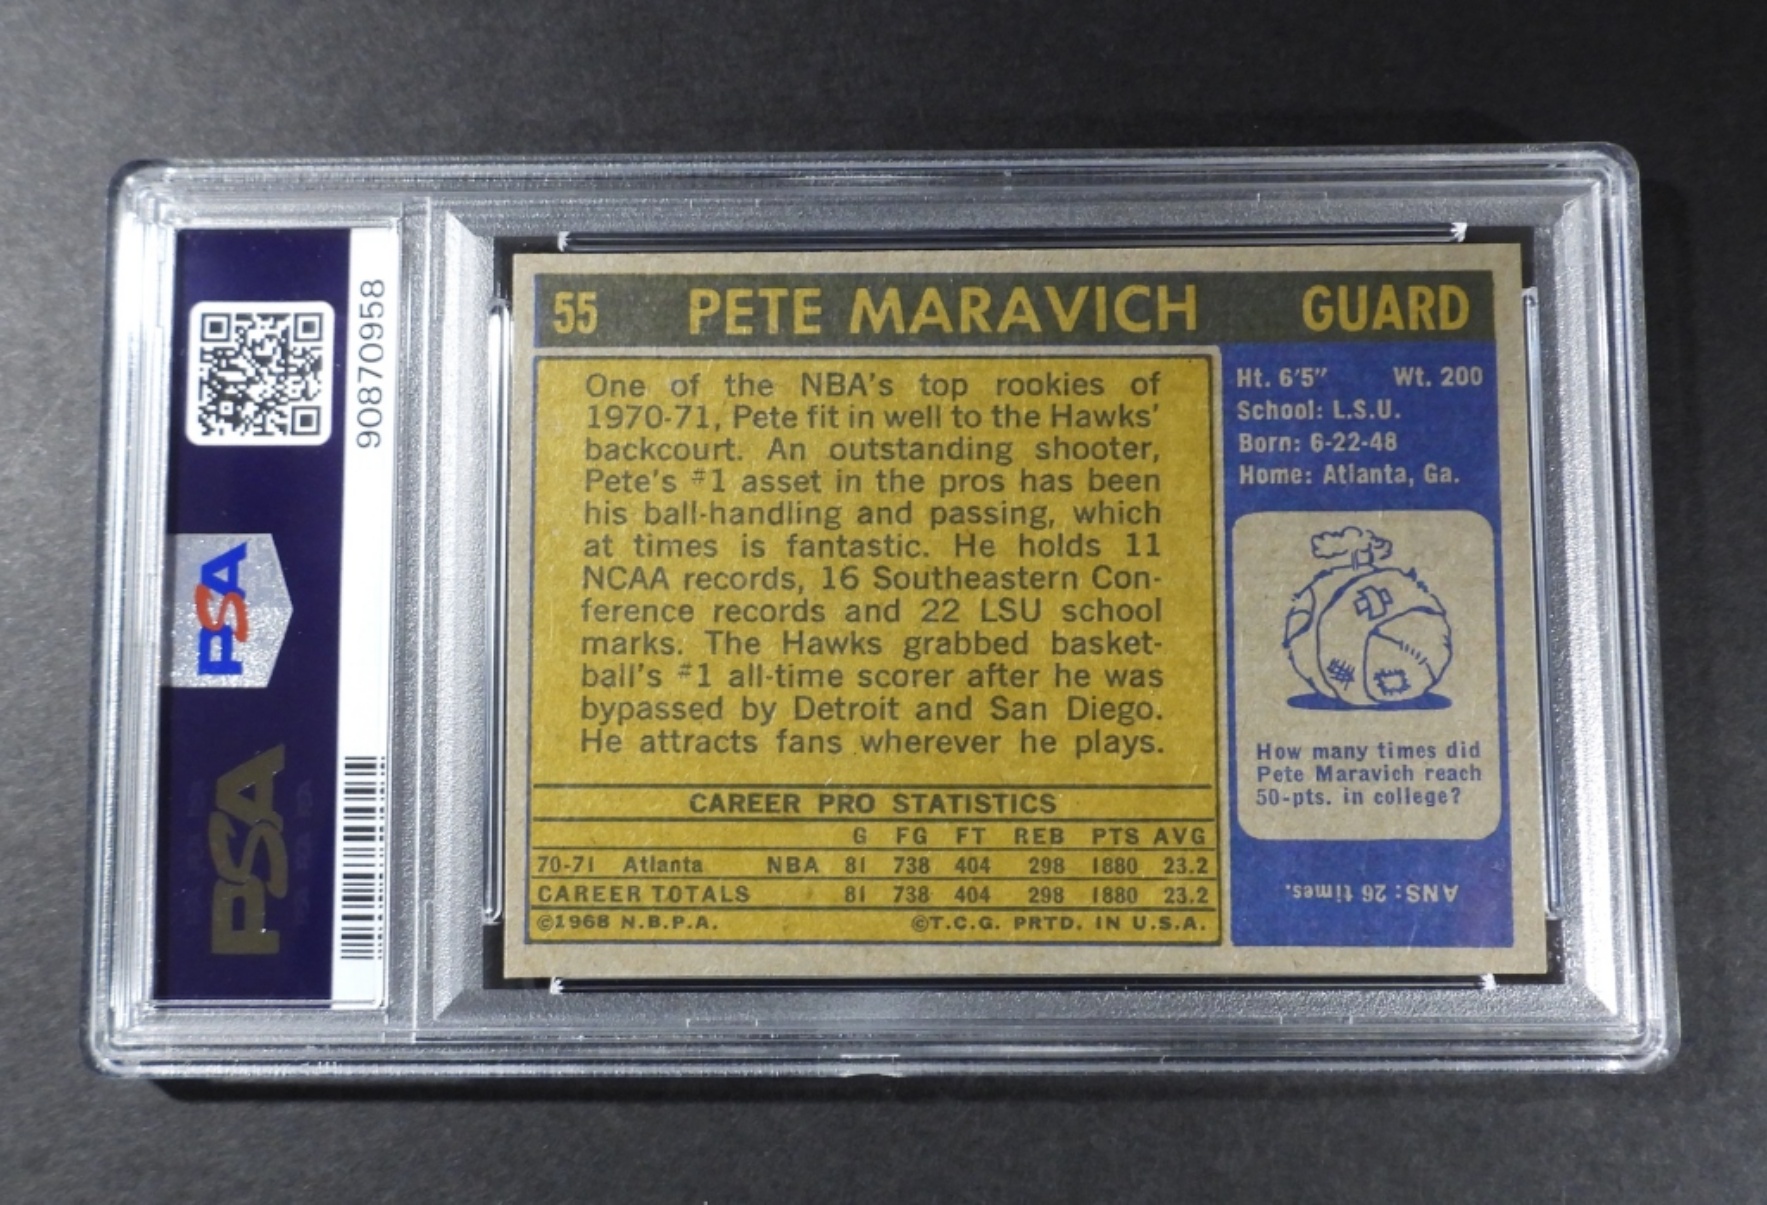 90870958
PSA
PSA
55 PETE MARAVICH GUARD
One of the NBA's top rookies of
1970-71, Pete fit in well to the Hawks'
backcourt. An outstanding shooter,
Pete's #1 asset in the pros has been
his ball-handling and passing, which
at times is fantastic. He holds 11
NCAA records, 16 Southeastern Con-
ference records and 22 LSU school
marks. The Hawks grabbed basket-
ball's #1 all-time scorer after he was
bypassed by Detroit and San Diego.
He attracts fans wherever he plays.
CAREER PRO STATISTICS
G FG FT REB PTS AVG
70-71 Atlanta NBA 81 738 404 298 1880 23.2
CAREER TOTALS 81 738 404 298 1880 23.2
©1968 N.B.P.A. ©T.C.G. PRTD. IN U.S.A.
Ht. 6'5" Wt. 200
School: L.S.U.
Born: 6-22-48
Home: Atlanta, Ga.
How many times did
Pete Maravich reach
50-pts. in college?
ANS: 26 times.